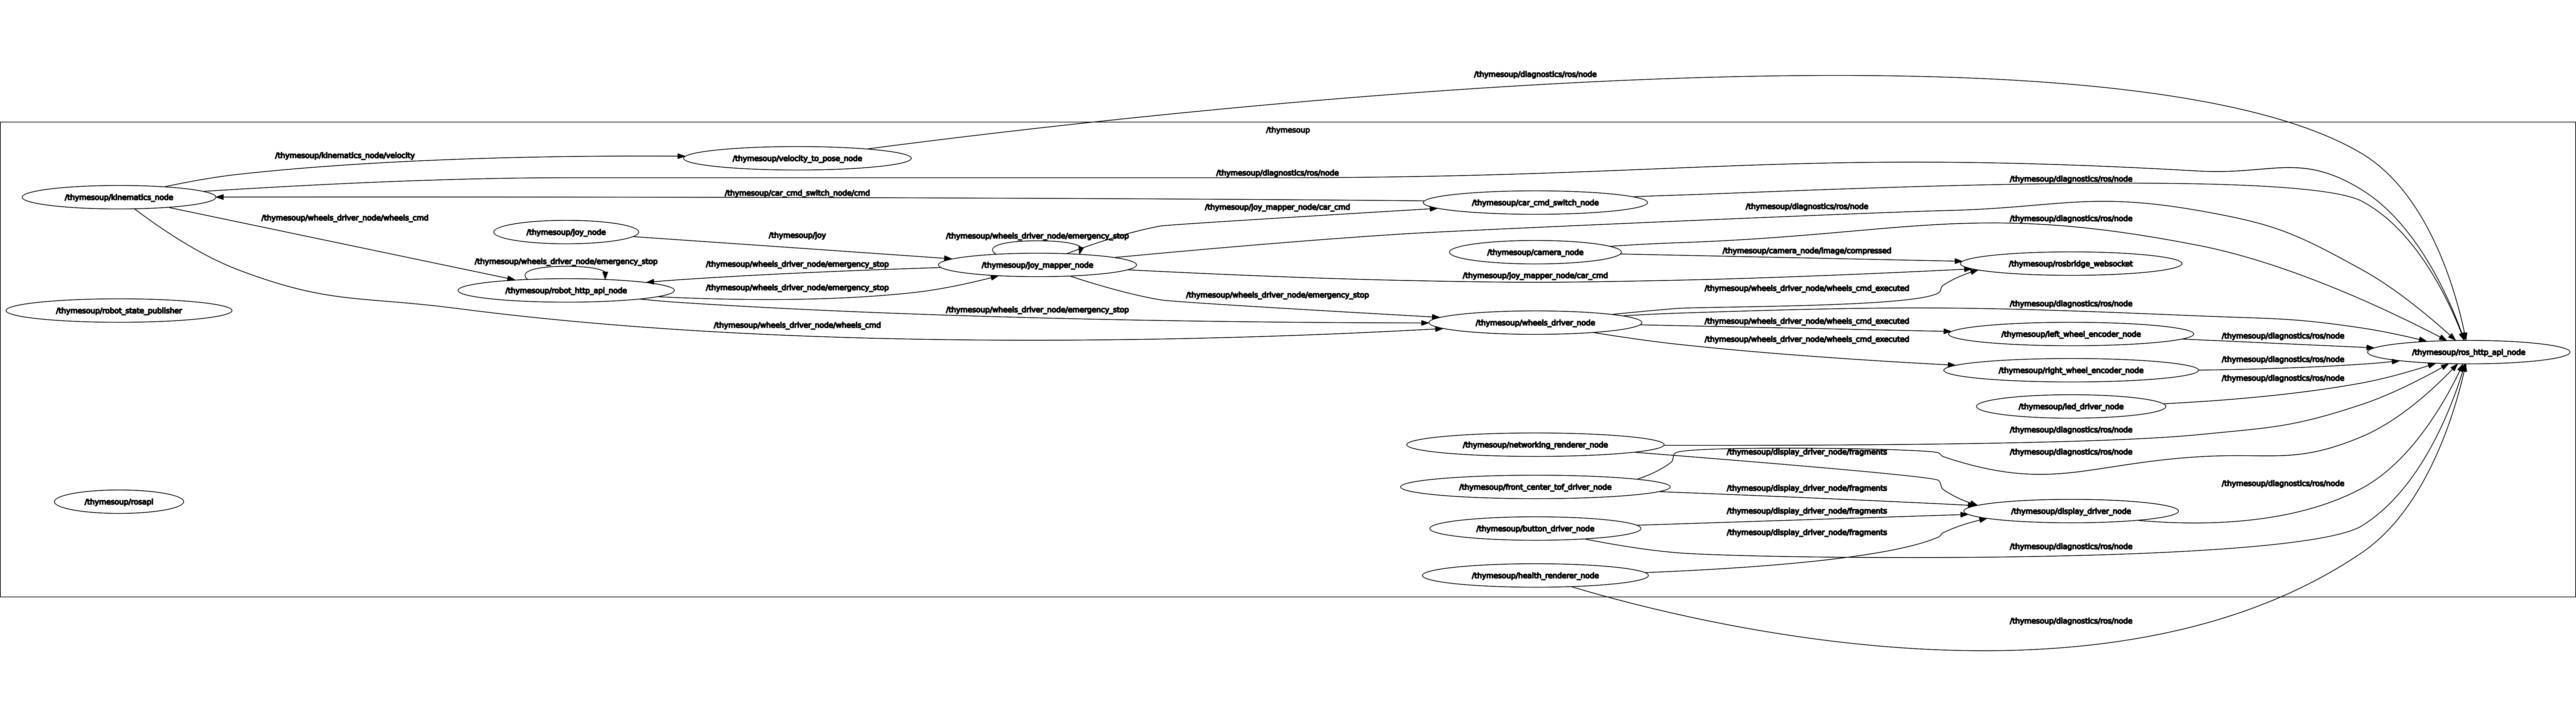 /thymesoup/diagnostics/ros/node
/thymesoup
/thymesoup/kinematics_node/velocity
/thymesoup/velocity_to_pose_node
/thymesoup/diagnostics/ros/node
/thymesoup/diagnostics/ros/node
/thymesoup/kinematics_node
/thymesoup/car_cmd_switch_node/cmd
/thymesoup/car_cmd_switch_node
/thymesoup/joy_mapper_node/car_cmd
/thymesoup/diagnostics/ros/node
/thymesoup/wheels_driver_node/wheels_cmd
/thymesoup/diagnostics/ros/node
/thymesoup/joy_node
/thymesoup/joy
/thymesoup/wheels_driver_node/emergency_stop
/thymesoup/camera_node
/thymesoup/camera_node/image/compressed
/thymesoup/wheels_driver_node/emergency_stop
/thymesoup/wheels_driver_node/emergency_stop
/thymesoup/joy_mapper_node
/thymesoup/rosbridge_websocket
/thymesoup/joy_mapper_node/car_cmd
/thymesoup/robot_http_api_node
/thymesoup/wheels_driver_node/emergency_stop
/thymesoup/wheels_driver_node/emergency_stop
/thymesoup/wheels_driver_node/wheels_cmd_executed
/thymesoup/diagnostics/ros/node
/thymesoup/robot_state_publisher
/thymesoup/wheels_driver_node/emergency_stop
/thymesoup/wheels_driver_node/wheels_cmd
/thymesoup/wheels_driver_node
/thymesoup/wheels_driver_node/wheels_cmd_executed
/thymesoup/left_wheel_encoder_node
/thymesoup/diagnostics/ros/node
/thymesoup/wheels_driver_node/wheels_cmd_executed
/thymesoup/ros_http_api_node
/thymesoup/diagnostics/ros/node
/thymesoup/right_wheel_encoder_node
/thymesoup/diagnostics/ros/node
/thymesoup/led_driver_node
/thymesoup/diagnostics/ros/node
/thymesoup/networking_renderer_node
/thymesoup/display_driver_node/fragments
/thymesoup/diagnostics/ros/node
/thymesoup/diagnostics/ros/node
/thymesoup/front_center_tof_driver_node
/thymesoup/display_driver_node/fragments
/thymesoup/rosapi
/thymesoup/display_driver_node/fragments
/thymesoup/display_driver_node
/thymesoup/button_driver_node
/thymesoup/display_driver_node/fragments
/thymesoup/diagnostics/ros/node
/thymesoup/health_renderer_node
/thymesoup/diagnostics/ros/node